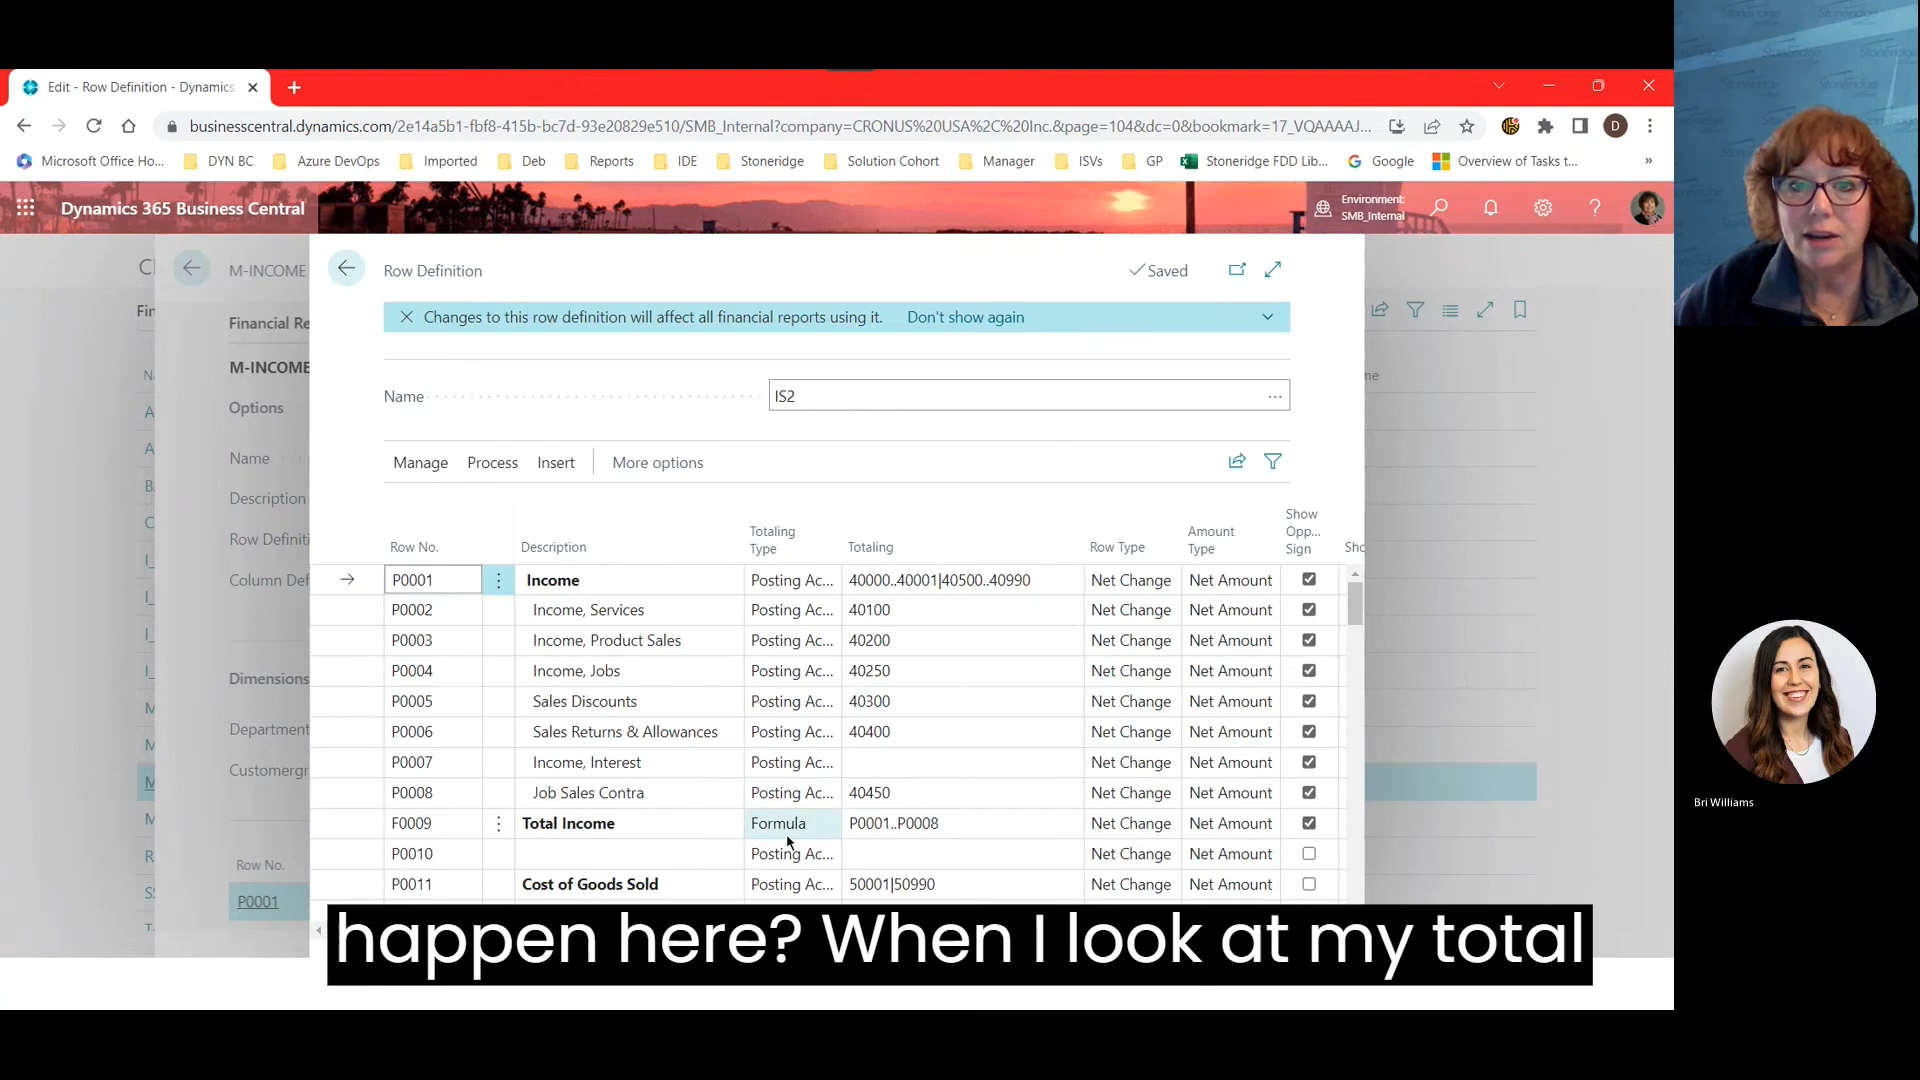 Edit - Row Definition - Dynamics
businesscentral.dynamics.com/2e14a5b1-fbf8-415b-bc7d-93e20829e510/SMB_Internal?company=CRONUS%20USA%2C%20Inc.&page=104&dc=0&bookmark=17_VQAAAAJ...
D
Microsoft Office Ho... DYN BC Azure DevOps Imported Deb Reports IDE Stoneridge Solution Cohort Manager ISVs GP Stoneridge FDD Lib... Google Overview of Tasks t... »
Dynamics 365 Business Central
Environment:
SMB_Internal
M-INCOME
Row Definition
Saved
Changes to this row definition will affect all financial reports using it. Don't show again
Financial Re
M-INCOME
Options
Name
Description
Row Definiti
Column Def
Dimensions
Department
Customergr
Row No.
P0001
Name IS2 ...
Manage Process Insert More options
Row No. Description Totaling Type Totaling Row Type Amount Type Show Opp... Sign Sho
P0001 Income Posting Ac... 40000..40001|40500..40990 Net Change Net Amount
P0002 Income, Services Posting Ac... 40100 Net Change Net Amount
P0003 Income, Product Sales Posting Ac... 40200 Net Change Net Amount
P0004 Income, Jobs Posting Ac... 40250 Net Change Net Amount
P0005 Sales Discounts Posting Ac... 40300 Net Change Net Amount
P0006 Sales Returns & Allowances Posting Ac... 40400 Net Change Net Amount
P0007 Income, Interest Posting Ac... Net Change Net Amount
P0008 Job Sales Contra Posting Ac... 40450 Net Change Net Amount
F0009 Total Income Formula P0001..P0008 Net Change Net Amount
P0010 Posting Ac... Net Change Net Amount
P0011 Cost of Goods Sold Posting Ac... 50001|50990 Net Change Net Amount
happen here? When I look at my total
Bri Williams